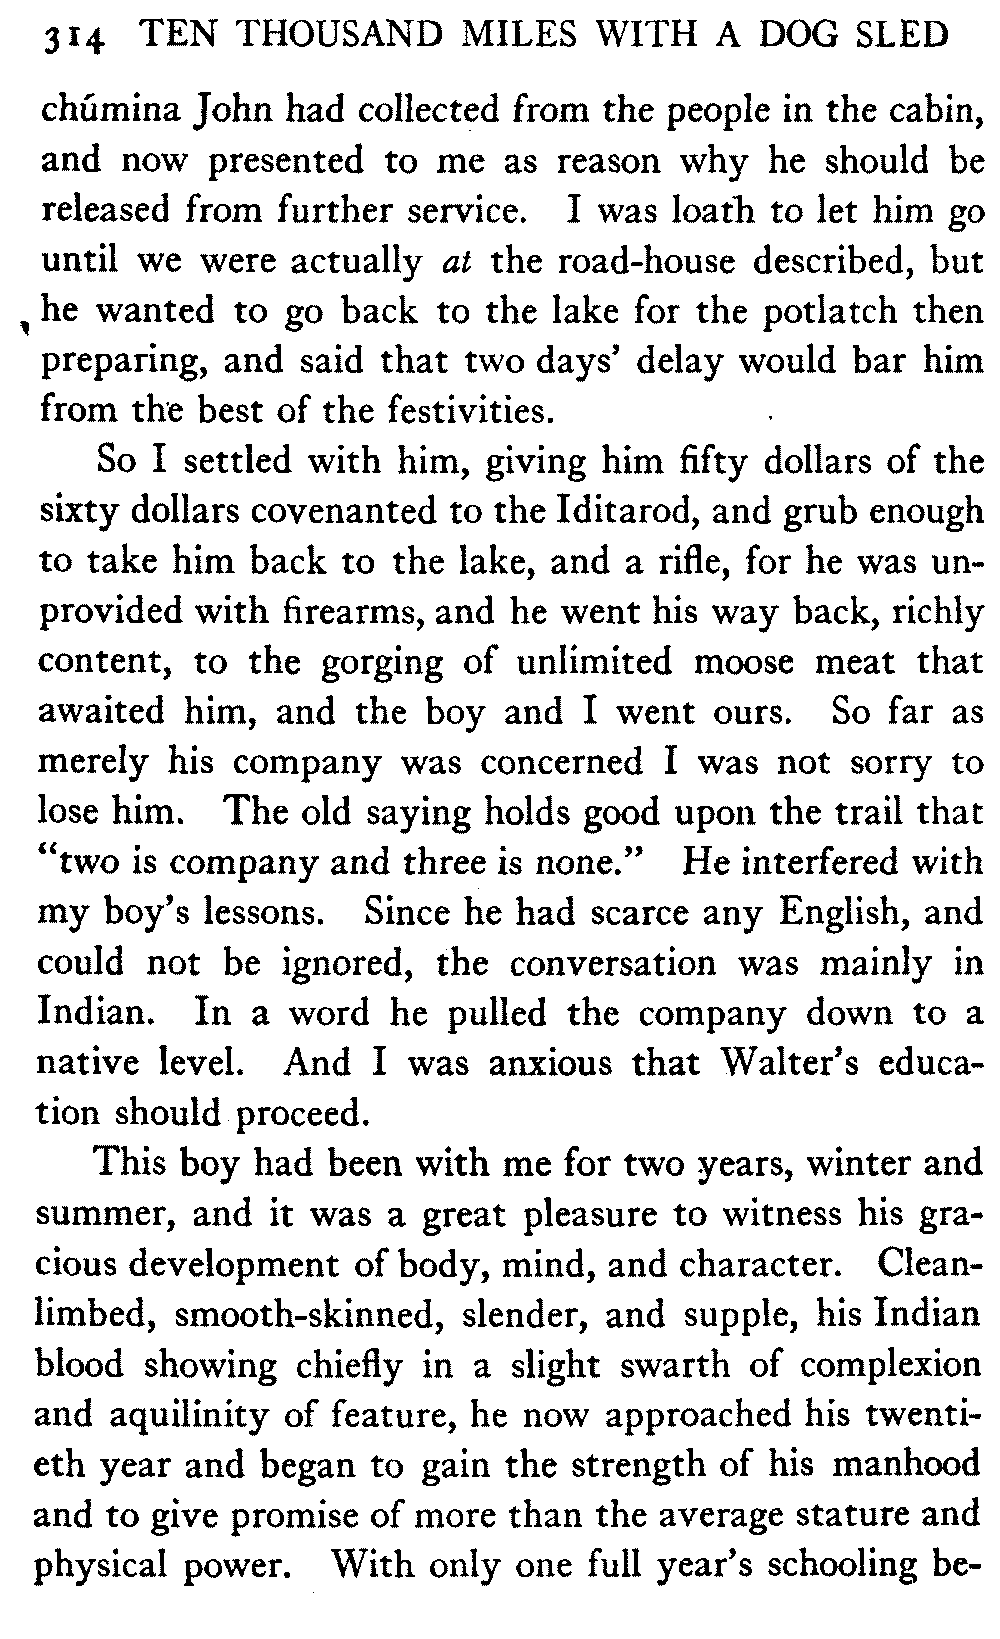 314 TEN THOUSAND MILES WITH A DOG SLED
chúmina John had collected from the people in the cabin,
and now presented to me as reason why he should be
released from further service. I was loath to let him go
until we were actually at the road-house described, but
he wanted to go back to the lake for the potlatch then
preparing, and said that two days' delay would bar him
from the best of the festivities.
So I settled with him, giving him fifty dollars of the
sixty dollars covenanted to the Iditarod, and grub enough
to take him back to the lake, and a rifle, for he was un-
provided with firearms, and he went his way back, richly
content, to the gorging of unlimited moose meat that
awaited him, and the boy and I went ours. So far as
merely his company was concerned I was not sorry to
lose him. The old saying holds good upon the trail that
“two is company and three is none.” He interfered with
my boy's lessons. Since he had scarce any English, and
could not be ignored, the conversation was mainly in
Indian. In a word he pulled the company down to a
native level. And I was anxious that Walter's educa-
tion should proceed.
This boy had been with me for two years, winter and
summer, and it was a great pleasure to witness his gra-
cious development of body, mind, and character. Clean-
limbed, smooth-skinned, slender, and supple, his Indian
blood showing chiefly in a slight swarth of complexion
and aquilinity of feature, he now approached his twenti-
eth year and began to gain the strength of his manhood
and to give promise of more than the average stature and
physical power. With only one full year's schooling be-